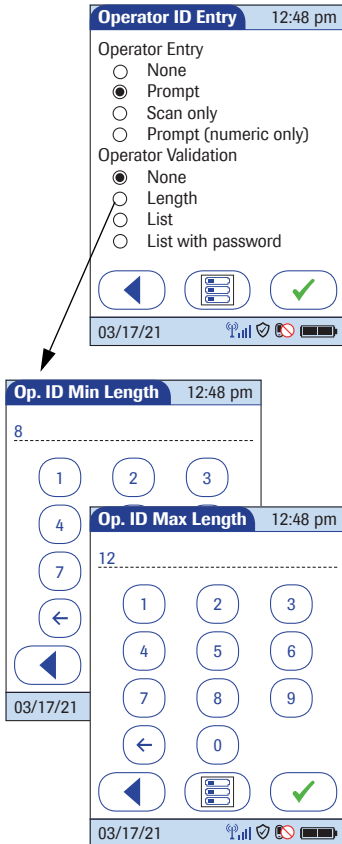 Operator ID Entry 12:48 pm
Operator Entry
None
Prompt
Scan only
Prompt (numeric only)
Operator Validation
None
Length
List
List with password
03/17/21
Op. ID Min Length 12:48 pm
8
1 2 3
4
7
03/17/21
Op. ID Max Length 12:48 pm
12
1 2 3
4 5 6
7 8 9
0
03/17/21